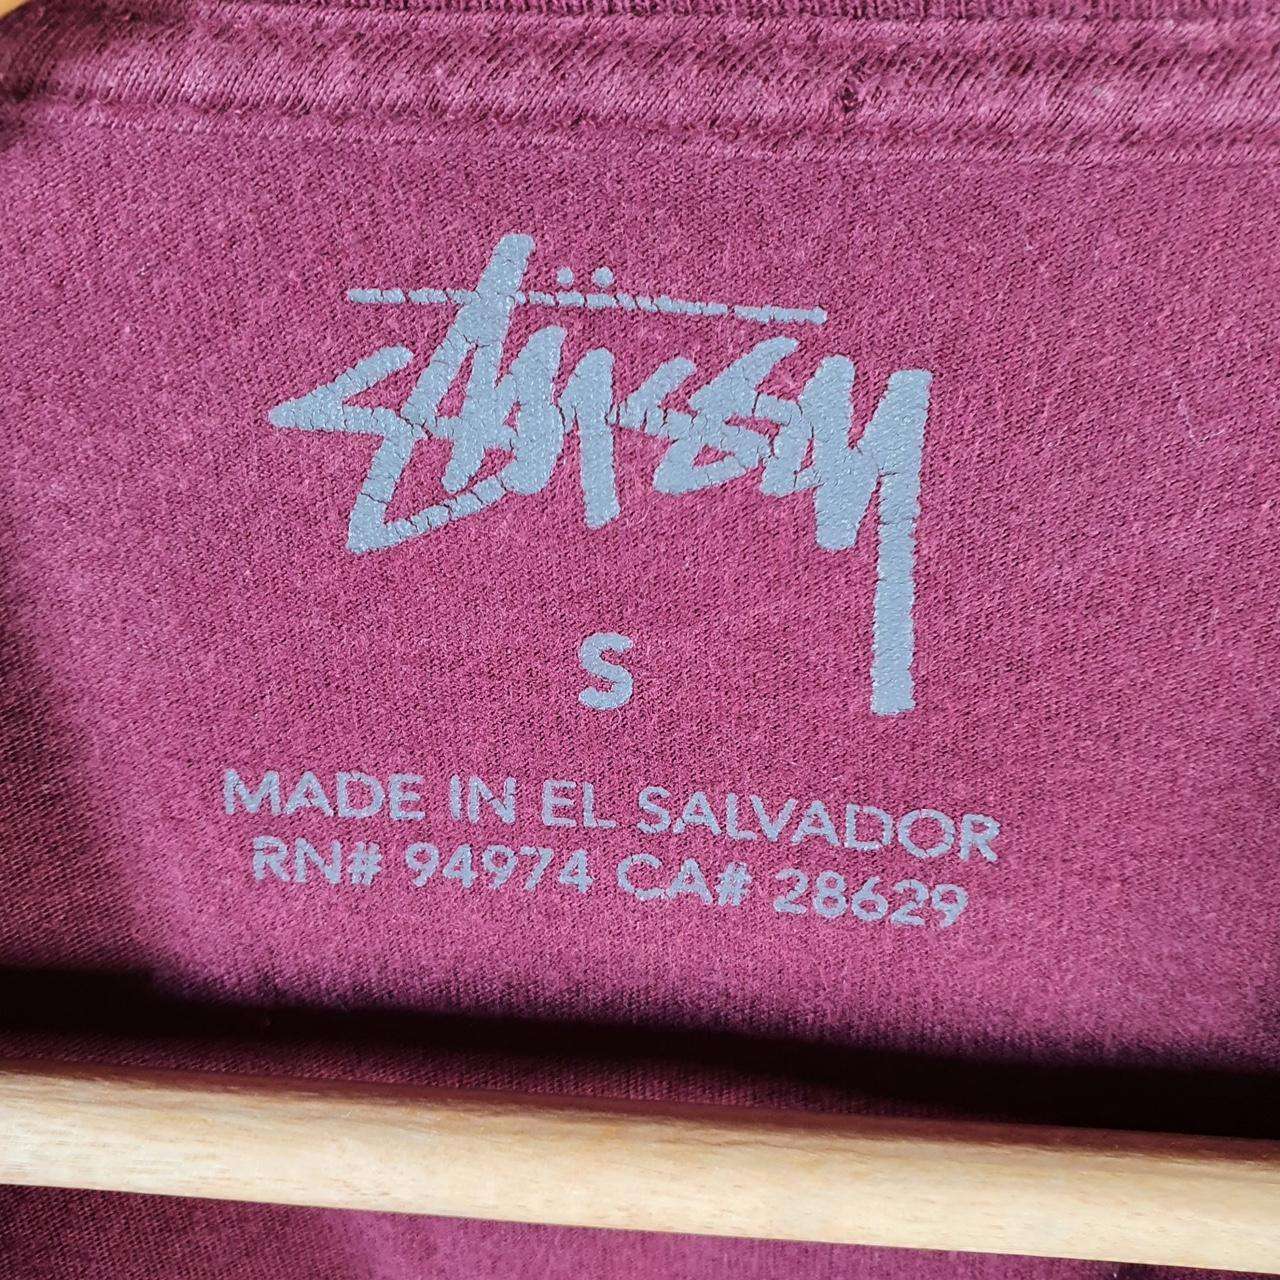 Stüssy
S
MADE IN EL SALVADOR
RN# 94974 CA# 28629